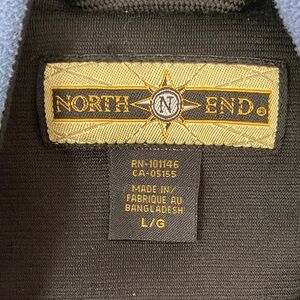 NORTH N END®
RN-101146
CA-05155
MADE IN/
FABRIQUE AU
BANGLADESH
L/G